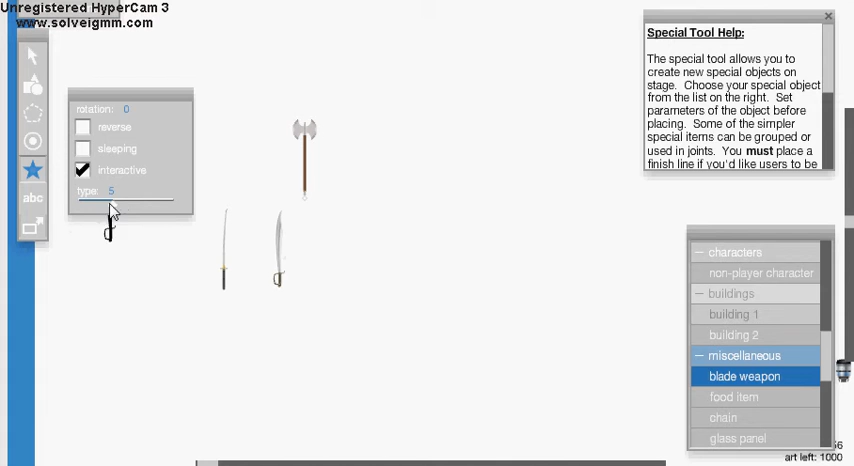 Unregistered HyperCam 3
www.solveigmm.com
rotation: 0
reverse
sleeping
interactive
type: 5
abc
Special Tool Help:
The special tool allows you to
create new special objects on
stage. Choose your special object
from the list on the right. Set
parameters of the object before
placing. Some of the simpler
special items can be grouped or
used in joints. You must place a
finish line if you'd like users to be
characters
non-player character
buildings
building 1
building 2
miscellaneous
blade weapon
food item
chain
glass panel
art left: 1000